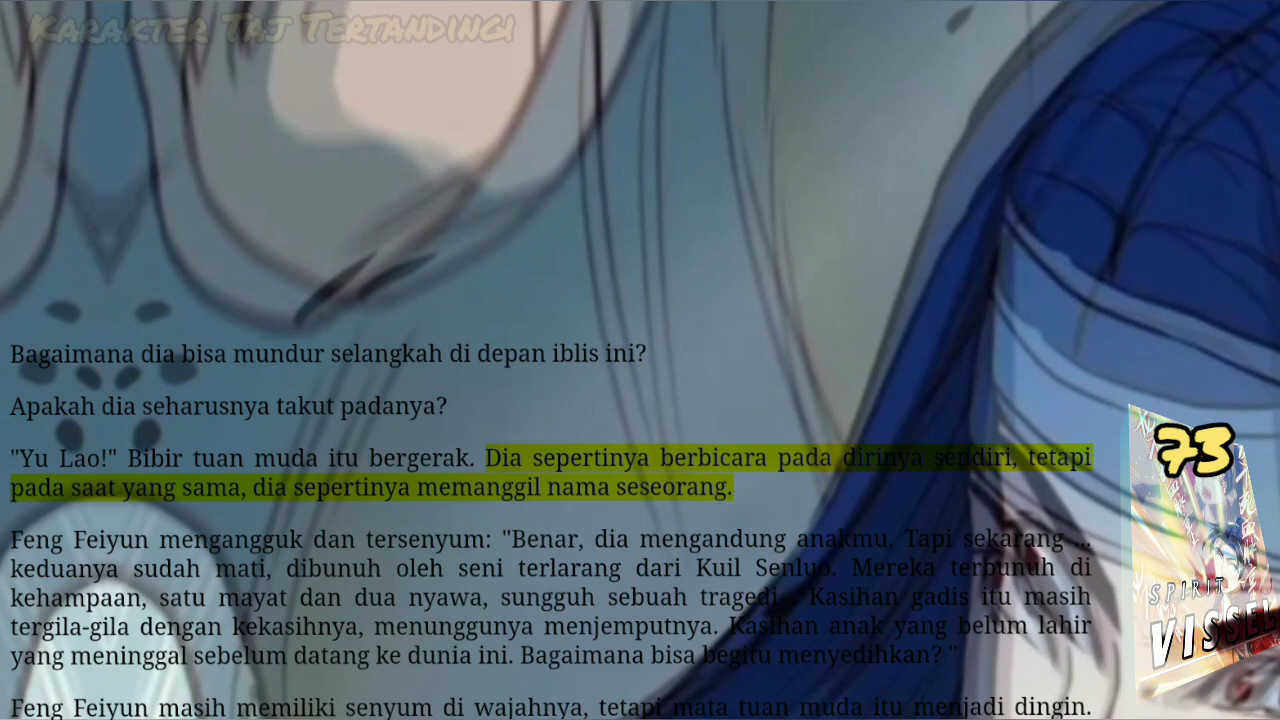 Karakter Taj Tertandingi
Bagaimana dia bisa mundur selangkah di depan iblis ini?
Apakah dia seharusnya takut padanya?
"Yu Lao!" Bibir tuan muda itu bergerak. Dia sepertinya berbicara pada dirinya sendiri, tetapi
pada saat yang sama, dia sepertinya memanggil nama seseorang.
Feng Feiyun mengangguk dan tersenyum: "Benar, dia mengandung anakmu. Tapi sekarang ...
keduanya sudah mati, dibunuh oleh seni terlarang dari Kuil Senluo. Mereka terbunuh di
kehampaan, satu mayat dan dua nyawa, sungguh sebuah tragedi. Kasihan gadis itu masih
tergila-gila dengan kekasihnya, menunggunya menjemputnya. Kasihan anak yang belum lahir
yang meninggal sebelum datang ke dunia ini. Bagaimana bisa begitu menyedihkan? "
Feng Feiyun masih memiliki senyum di wajahnya, tetapi mata tuan muda itu menjadi dingin.
73
SPIRIT
VISSEL